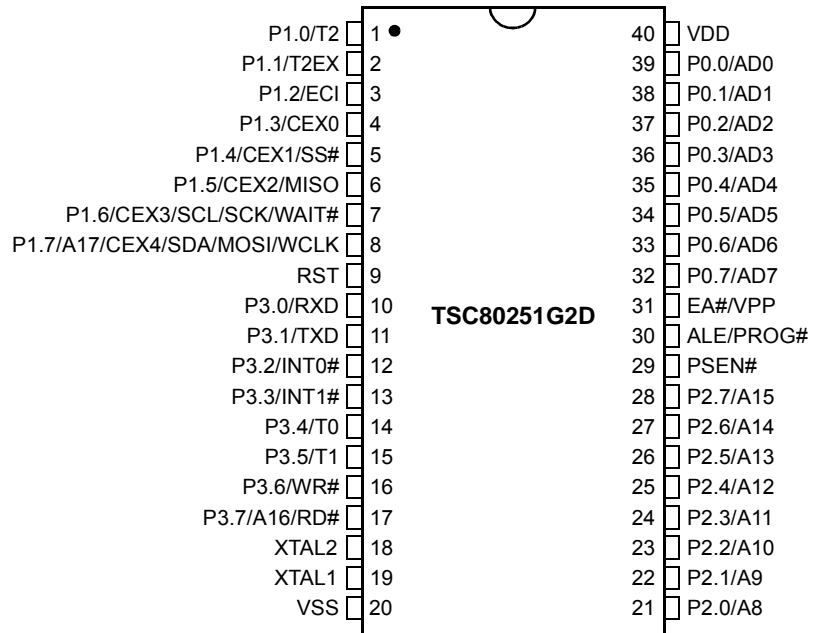 P1.0/T2 1 40 VDD
P1.1/T2EX 2 39 P0.0/AD0
P1.2/ECI 3 38 P0.1/AD1
P1.3/CEX0 4 37 P0.2/AD2
P1.4/CEX1/SS# 5 36 P0.3/AD3
P1.5/CEX2/MISO 6 35 P0.4/AD4
P1.6/CEX3/SCL/SCK/WAIT# 7 34 P0.5/AD5
P1.7/A17/CEX4/SDA/MOSI/WCLK 8 33 P0.6/AD6
RST 9 32 P0.7/AD7
P3.0/RXD 10 31 EA#/VPP
TSC80251G2D
P3.1/TXD 11 30 ALE/PROG#
P3.2/INT0# 12 29 PSEN#
P3.3/INT1# 13 28 P2.7/A15
P3.4/T0 14 27 P2.6/A14
P3.5/T1 15 26 P2.5/A13
P3.6/WR# 16 25 P2.4/A12
P3.7/A16/RD# 17 24 P2.3/A11
XTAL2 18 23 P2.2/A10
XTAL1 19 22 P2.1/A9
VSS 20 21 P2.0/A8